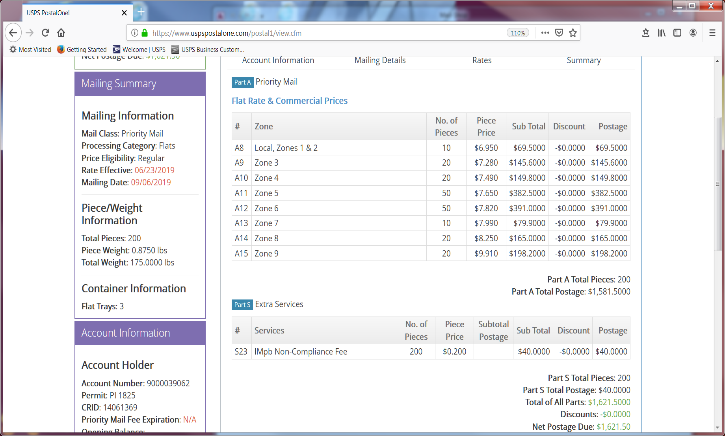 USPS PostalOne!
https://www.uspspostalone.com/postal1/view.cfm
110%
Most Visited Getting Started Welcome | USPS USPS Business Custom...
Net Postage Due: $1,621.50
Mailing Summary
Mailing Information
Mail Class: Priority Mail
Processing Category: Flats
Price Eligibility: Regular
Rate Effective: 06/23/2019
Mailing Date: 09/06/2019
Piece/Weight
Information
Total Pieces: 200
Piece Weight: 0.8750 lbs
Total Weight: 175.0000 lbs
Container Information
Flat Trays: 3
Account Information
Account Holder
Account Number: 9000039062
Permit: PI 1825
CRID: 14061369
Priority Mail Fee Expiration: N/A
Opening Balance:
Account Information Mailing Details Rates Summary
Part A Priority Mail
Flat Rate & Commercial Prices
# Zone No. of Pieces Piece Price Sub Total Discount Postage
A8 Local, Zones 1 & 2 10 $6.950 $69.5000 -$0.0000 $69.5000
A9 Zone 3 20 $7.280 $145.6000 -$0.0000 $145.6000
A10 Zone 4 20 $7.490 $149.8000 -$0.0000 $149.8000
A11 Zone 5 50 $7.650 $382.5000 -$0.0000 $382.5000
A12 Zone 6 50 $7.820 $391.0000 -$0.0000 $391.0000
A13 Zone 7 10 $7.990 $79.9000 -$0.0000 $79.9000
A14 Zone 8 20 $8.250 $165.0000 -$0.0000 $165.0000
A15 Zone 9 20 $9.910 $198.2000 -$0.0000 $198.2000
Part A Total Pieces: 200
Part A Total Postage: $1,581.5000
Part S Extra Services
# Services No. of Pieces Piece Price Subtotal Postage Sub Total Discount Postage
S23 IMpb Non-Compliance Fee 200 $0.200 $40.0000 -$0.0000 $40.0000
Part S Total Pieces: 200
Part S Total Postage: $40.0000
Total of All Parts: $1,621.5000
Discounts: -$0.0000
Net Postage Due: $1,621.50